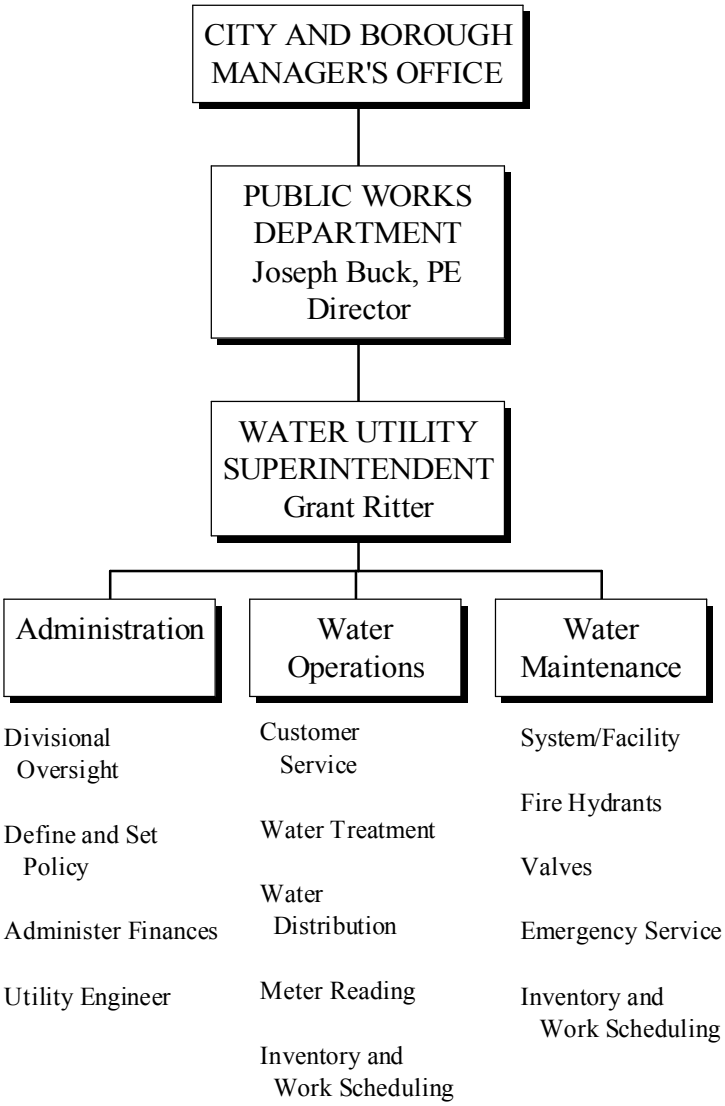 CITY AND BOROUGH
MANAGER'S OFFICE
PUBLIC WORKS
DEPARTMENT
Joseph Buck, PE
Director
WATER UTILITY
SUPERINTENDENT
Grant Ritter
Administration
Divisional
Oversight
Define and Set
Policy
Administer Finances
Utility Engineer
Water
Operations
Customer
Service
Water Treatment
Water
Distribution
Meter Reading
Inventory and
Work Scheduling
Water
Maintenance
System/Facility
Fire Hydrants
Valves
Emergency Service
Inventory and
Work Scheduling